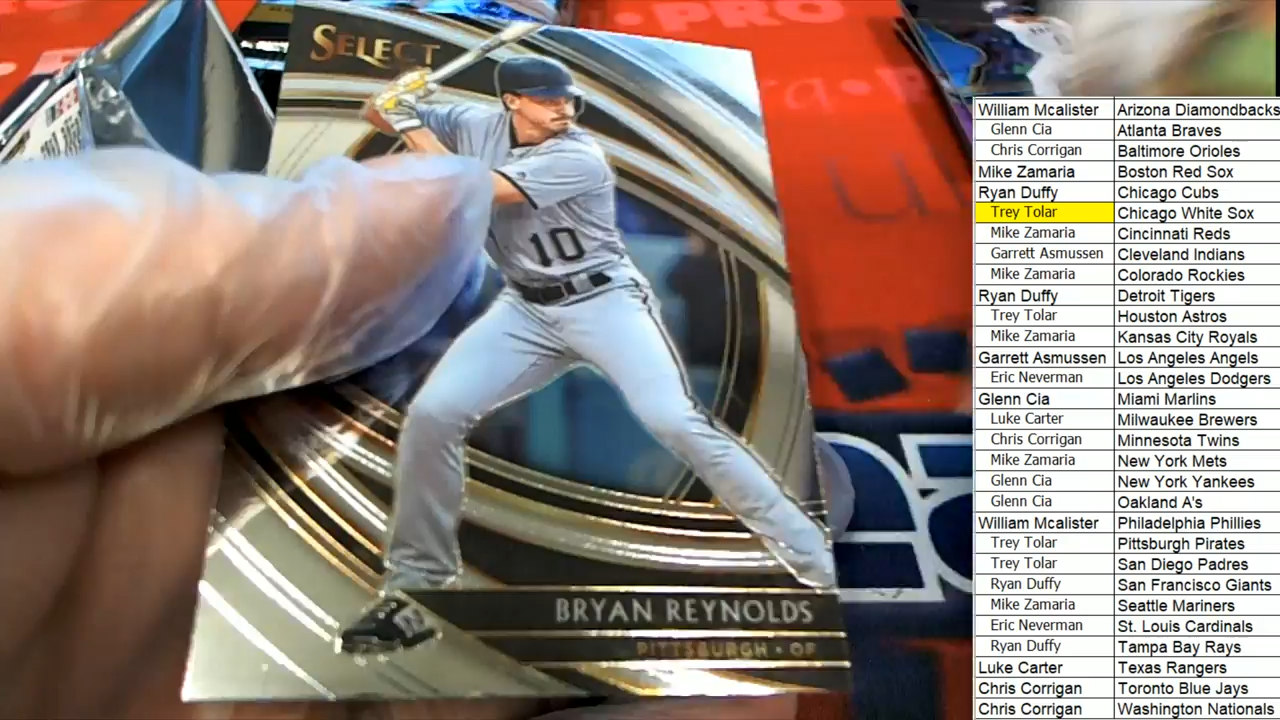 PRO
SELECT
10
BRYAN REYNOLDS
PITTSBURGH • OF
William Mcalister Arizona Diamondbacks
Glenn Cia Atlanta Braves
Chris Corrigan Baltimore Orioles
Mike Zamaria Boston Red Sox
Ryan Duffy Chicago Cubs
Trey Tolar Chicago White Sox
Mike Zamaria Cincinnati Reds
Garrett Asmussen Cleveland Indians
Mike Zamaria Colorado Rockies
Ryan Duffy Detroit Tigers
Trey Tolar Houston Astros
Mike Zamaria Kansas City Royals
Garrett Asmussen Los Angeles Angels
Eric Neverman Los Angeles Dodgers
Glenn Cia Miami Marlins
Luke Carter Milwaukee Brewers
Chris Corrigan Minnesota Twins
Mike Zamaria New York Mets
Glenn Cia New York Yankees
Glenn Cia Oakland A's
William Mcalister Philadelphia Phillies
Trey Tolar Pittsburgh Pirates
Trey Tolar San Diego Padres
Ryan Duffy San Francisco Giants
Mike Zamaria Seattle Mariners
Eric Neverman St. Louis Cardinals
Ryan Duffy Tampa Bay Rays
Luke Carter Texas Rangers
Chris Corrigan Toronto Blue Jays
Chris Corrigan Washington Nationals